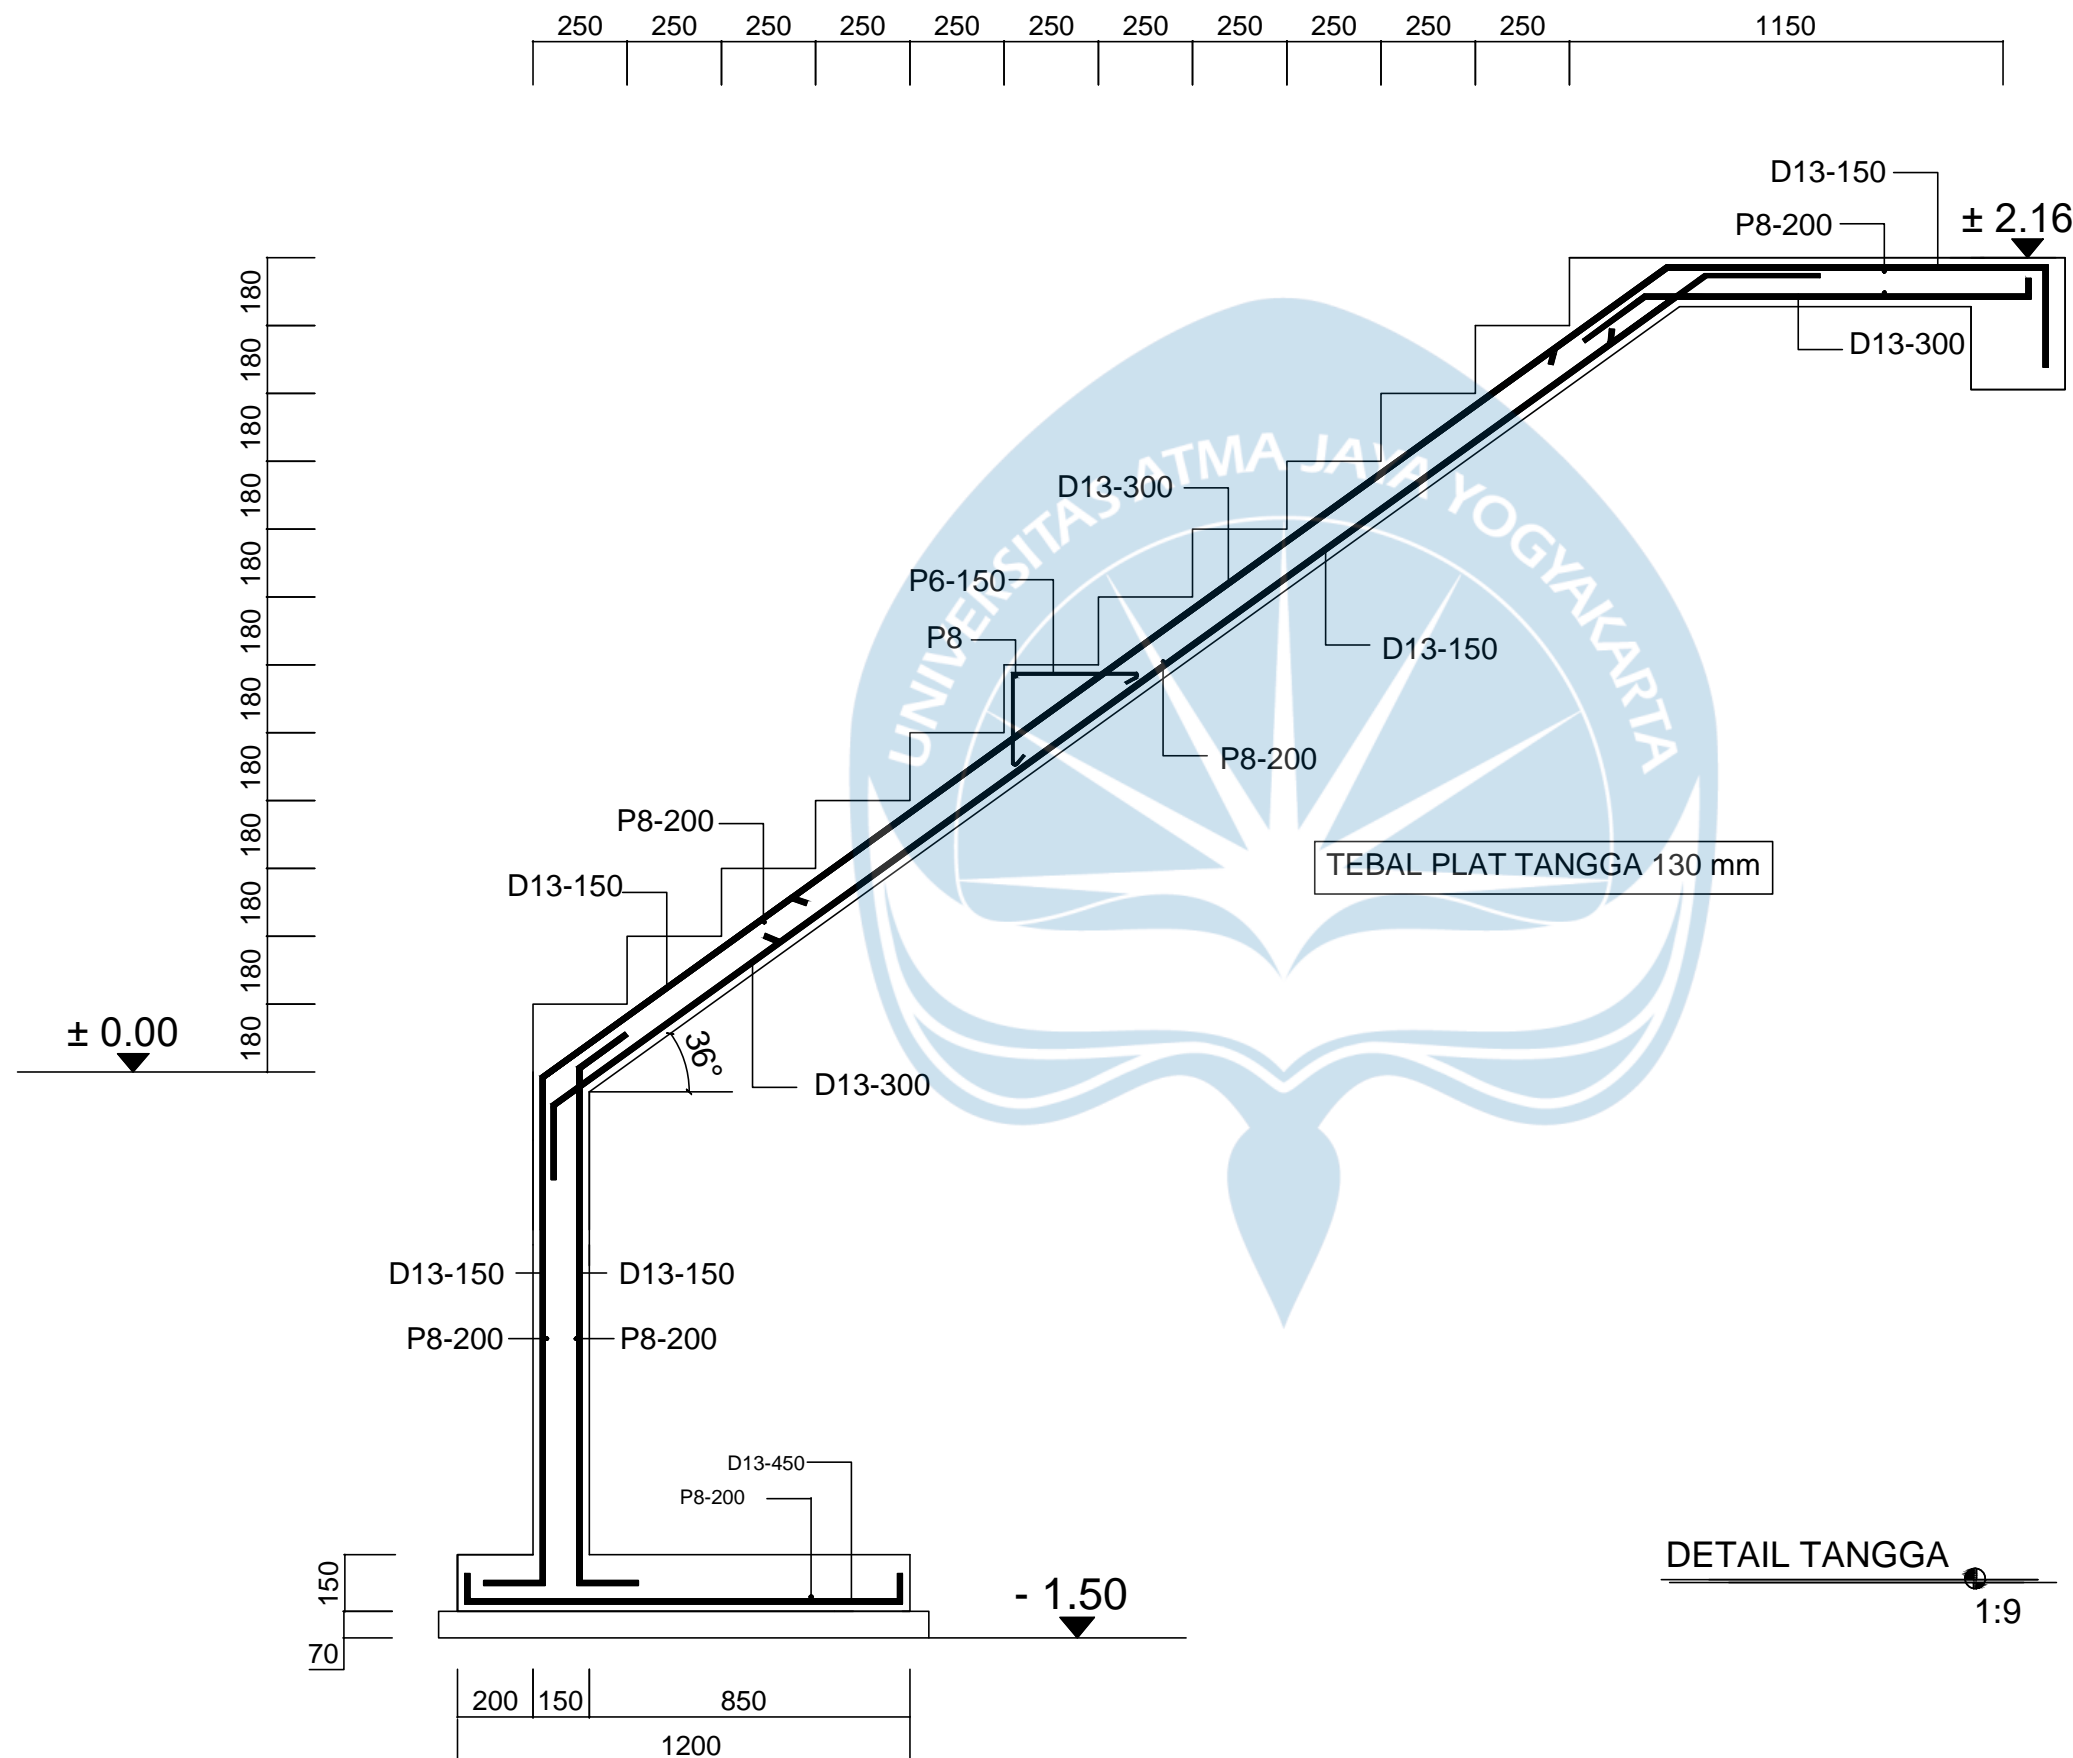 250 250 250 250 250 250 250 250 250 250 250 1150
D13-150
P8-200
± 2.16
D13-300
180
180
180
180
180
180
180
180
180
180
180
180
UNIVERSITAS ATMA JAYA YOGYAKARTA
D13-300
P6-150
P8
D13-150
P8-200
P8-200
TEBAL PLAT TANGGA 130 mm
D13-150
± 0.00
36°
D13-300
D13-150 D13-150
P8-200 P8-200
D13-450
P8-200
DETAIL TANGGA
1:9
150
- 1.50
70
200 150 850
1200